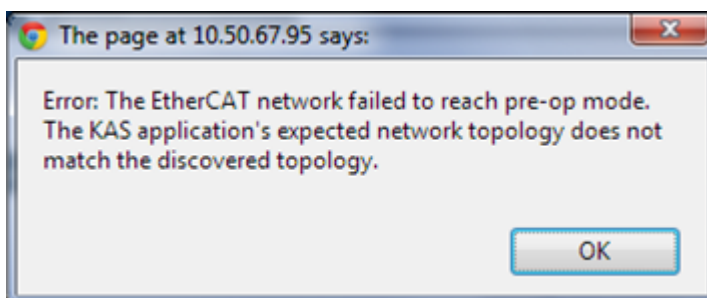 The page at 10.50.67.95 says:
Error: The EtherCAT network failed to reach pre-op mode.
The KAS application's expected network topology does not
match the discovered topology.
OK